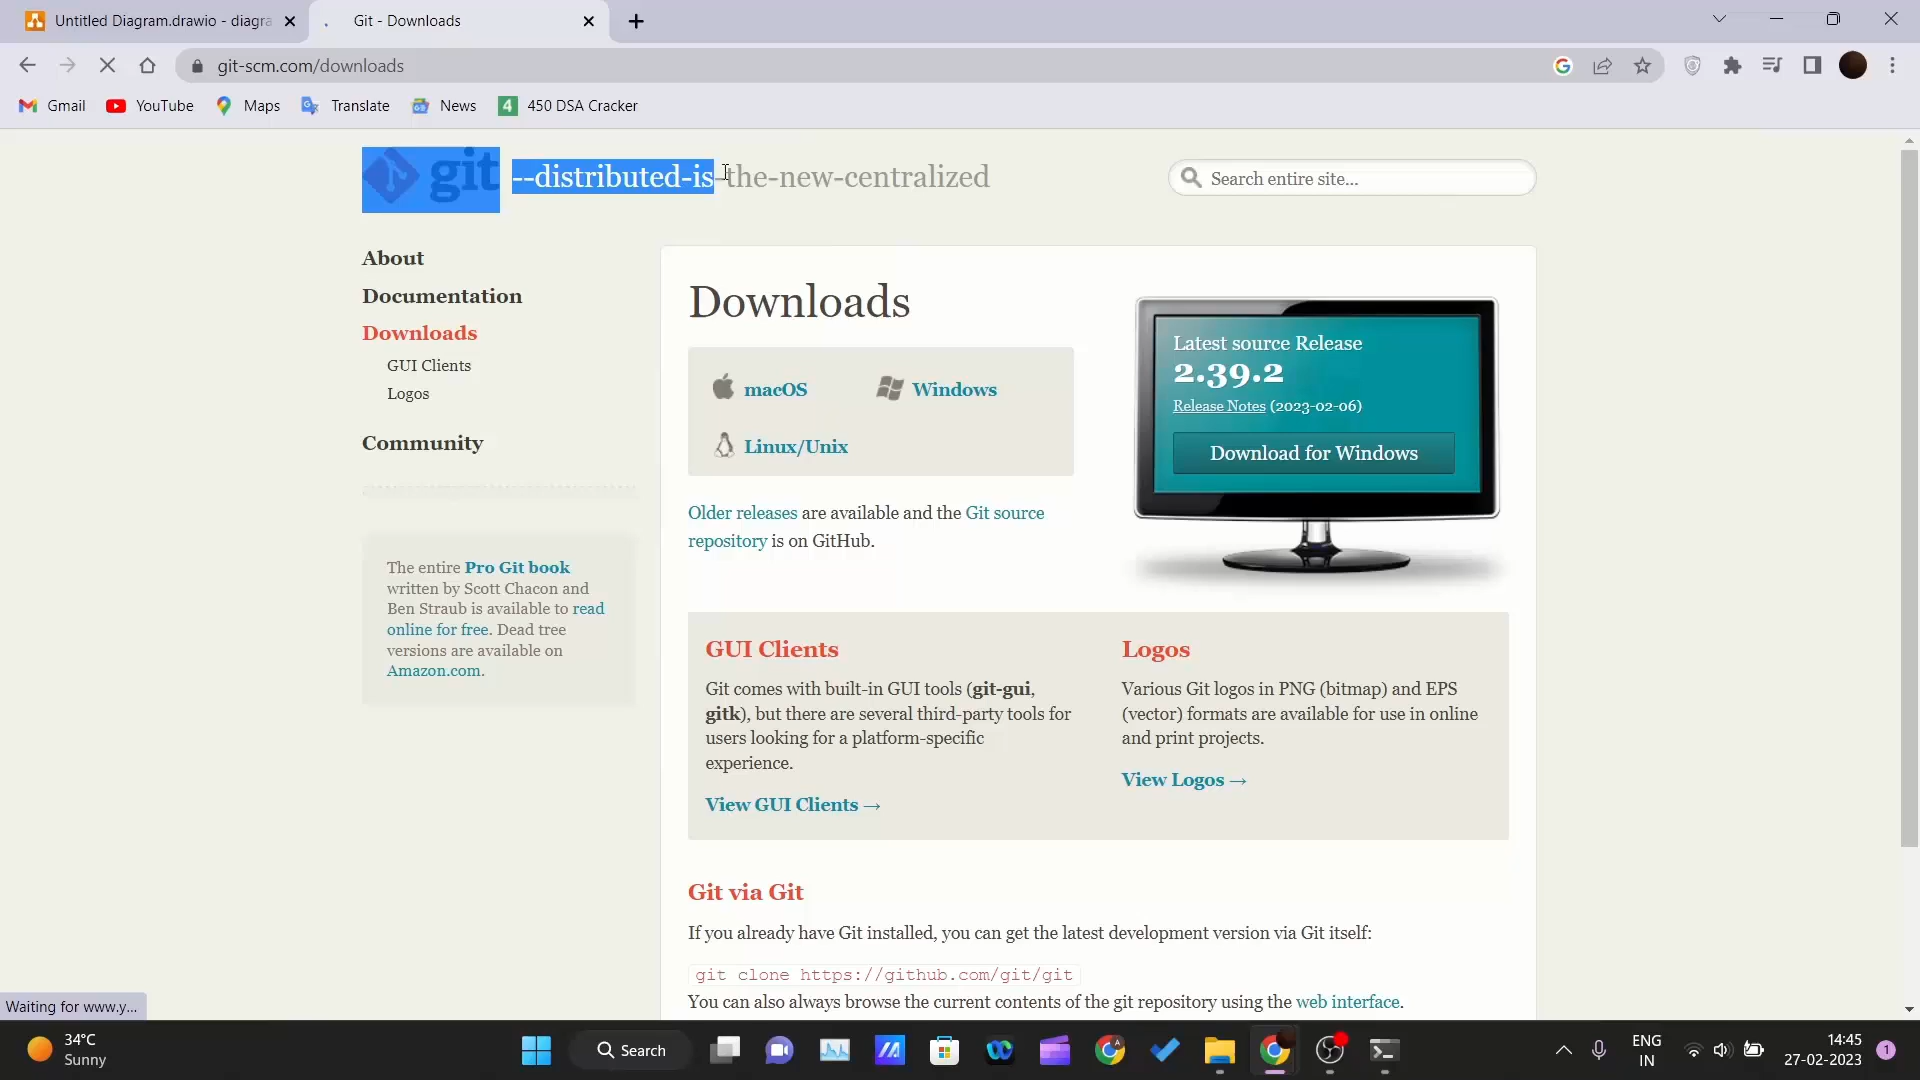 Untitled Diagram.drawio - diagra
Git - Downloads
git-scm.com/downloads
Gmail
YouTube
Maps
Translate
News
4
450 DSA Cracker
git --distributed-is-the-new-centralized
Search entire site...
About
Documentation
Downloads
GUI Clients
Logos
Community
The entire Pro Git book
written by Scott Chacon and
Ben Straub is available to read
online for free. Dead tree
versions are available on
Amazon.com.
Downloads
macOS
Windows
Linux/Unix
Older releases are available and the Git source
repository is on GitHub.
Latest source Release
2.39.2
Release Notes (2023-02-06)
Download for Windows
GUI Clients
Git comes with built-in GUI tools (git-gui,
gitk), but there are several third-party tools for
users looking for a platform-specific
experience.
View GUI Clients →
Logos
Various Git logos in PNG (bitmap) and EPS
(vector) formats are available for use in online
and print projects.
View Logos →
Git via Git
If you already have Git installed, you can get the latest development version via Git itself:
git clone https://github.com/git/git
You can also always browse the current contents of the git repository using the web interface.
Waiting for www.y...
34°C
Sunny
Search
ENG
IN
14:45
27-02-2023
1